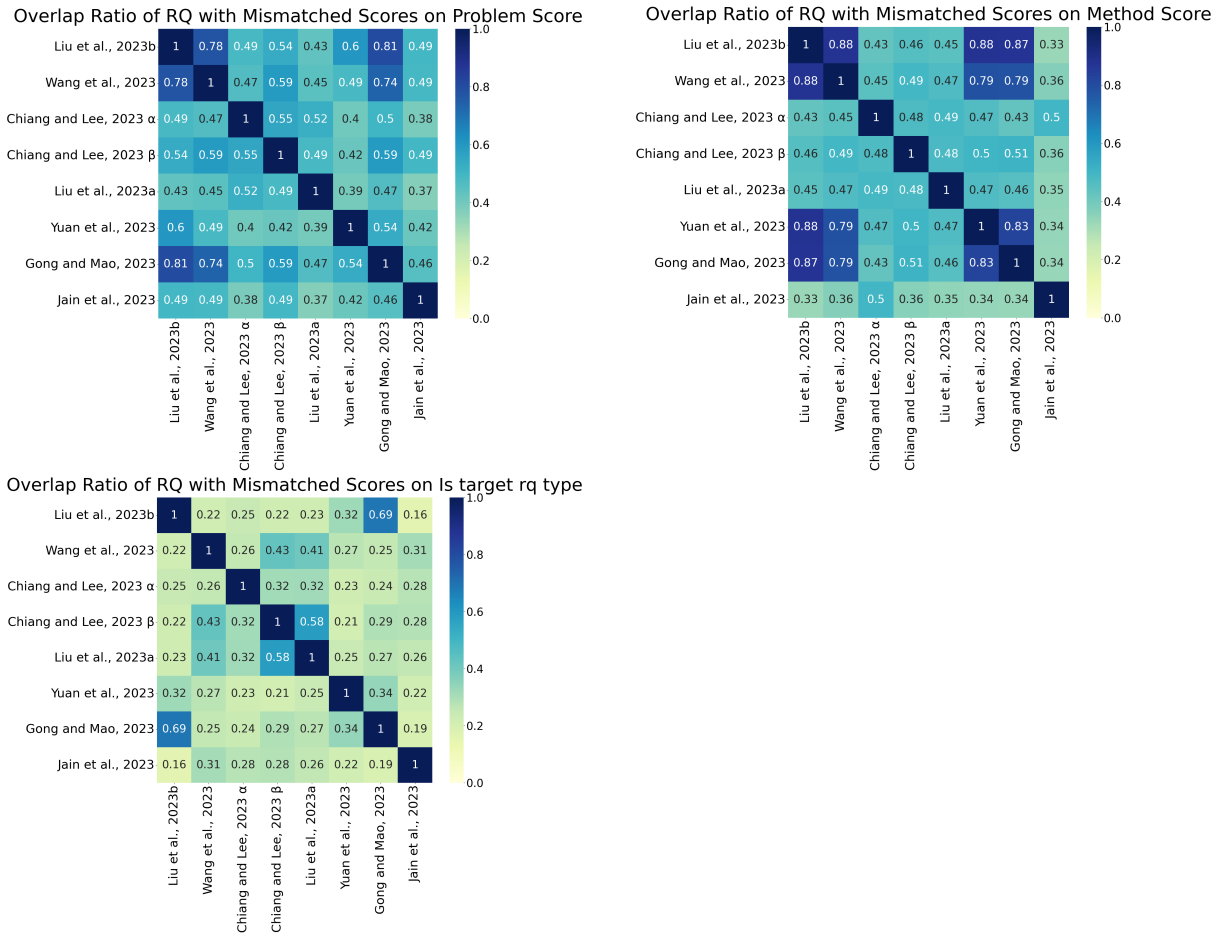 Overlap Ratio of RQ with Mismatched Scores on Problem Score
Liu et al., 2023b 1 0.78 0.49 0.54 0.43 0.6 0.81 0.49
Wang et al., 2023 0.78 1 0.47 0.59 0.45 0.49 0.74 0.49
Chiang and Lee, 2023 α 0.49 0.47 1 0.55 0.52 0.4 0.5 0.38
Chiang and Lee, 2023 β 0.54 0.59 0.55 1 0.49 0.42 0.59 0.49
Liu et al., 2023a 0.43 0.45 0.52 0.49 1 0.39 0.47 0.37
Yuan et al., 2023 0.6 0.49 0.4 0.42 0.39 1 0.54 0.42
Gong and Mao, 2023 0.81 0.74 0.5 0.59 0.47 0.54 1 0.46
Jain et al., 2023 0.49 0.49 0.38 0.49 0.37 0.42 0.46 1
Liu et al., 2023b
Wang et al., 2023
Chiang and Lee, 2023 α
Chiang and Lee, 2023 β
Liu et al., 2023a
Yuan et al., 2023
Gong and Mao, 2023
Jain et al., 2023
1.0
0.8
0.6
0.4
0.2
0.0
Overlap Ratio of RQ with Mismatched Scores on Method Score
Liu et al., 2023b 1 0.88 0.43 0.46 0.45 0.88 0.87 0.33
Wang et al., 2023 0.88 1 0.45 0.49 0.47 0.79 0.79 0.36
Chiang and Lee, 2023 α 0.43 0.45 1 0.48 0.49 0.47 0.43 0.5
Chiang and Lee, 2023 β 0.46 0.49 0.48 1 0.48 0.5 0.51 0.36
Liu et al., 2023a 0.45 0.47 0.49 0.48 1 0.47 0.46 0.35
Yuan et al., 2023 0.88 0.79 0.47 0.5 0.47 1 0.83 0.34
Gong and Mao, 2023 0.87 0.79 0.43 0.51 0.46 0.83 1 0.34
Jain et al., 2023 0.33 0.36 0.5 0.36 0.35 0.34 0.34 1
Liu et al., 2023b
Wang et al., 2023
Chiang and Lee, 2023 α
Chiang and Lee, 2023 β
Liu et al., 2023a
Yuan et al., 2023
Gong and Mao, 2023
Jain et al., 2023
1.0
0.8
0.6
0.4
0.2
0.0
Overlap Ratio of RQ with Mismatched Scores on Is target rq type
Liu et al., 2023b 1 0.22 0.25 0.22 0.23 0.32 0.69 0.16
Wang et al., 2023 0.22 1 0.26 0.43 0.41 0.27 0.25 0.31
Chiang and Lee, 2023 α 0.25 0.26 1 0.32 0.32 0.23 0.24 0.28
Chiang and Lee, 2023 β 0.22 0.43 0.32 1 0.58 0.21 0.29 0.28
Liu et al., 2023a 0.23 0.41 0.32 0.58 1 0.25 0.27 0.26
Yuan et al., 2023 0.32 0.27 0.23 0.21 0.25 1 0.34 0.22
Gong and Mao, 2023 0.69 0.25 0.24 0.29 0.27 0.34 1 0.19
Jain et al., 2023 0.16 0.31 0.28 0.28 0.26 0.22 0.19 1
Liu et al., 2023b
Wang et al., 2023
Chiang and Lee, 2023 α
Chiang and Lee, 2023 β
Liu et al., 2023a
Yuan et al., 2023
Gong and Mao, 2023
Jain et al., 2023
1.0
0.8
0.6
0.4
0.2
0.0